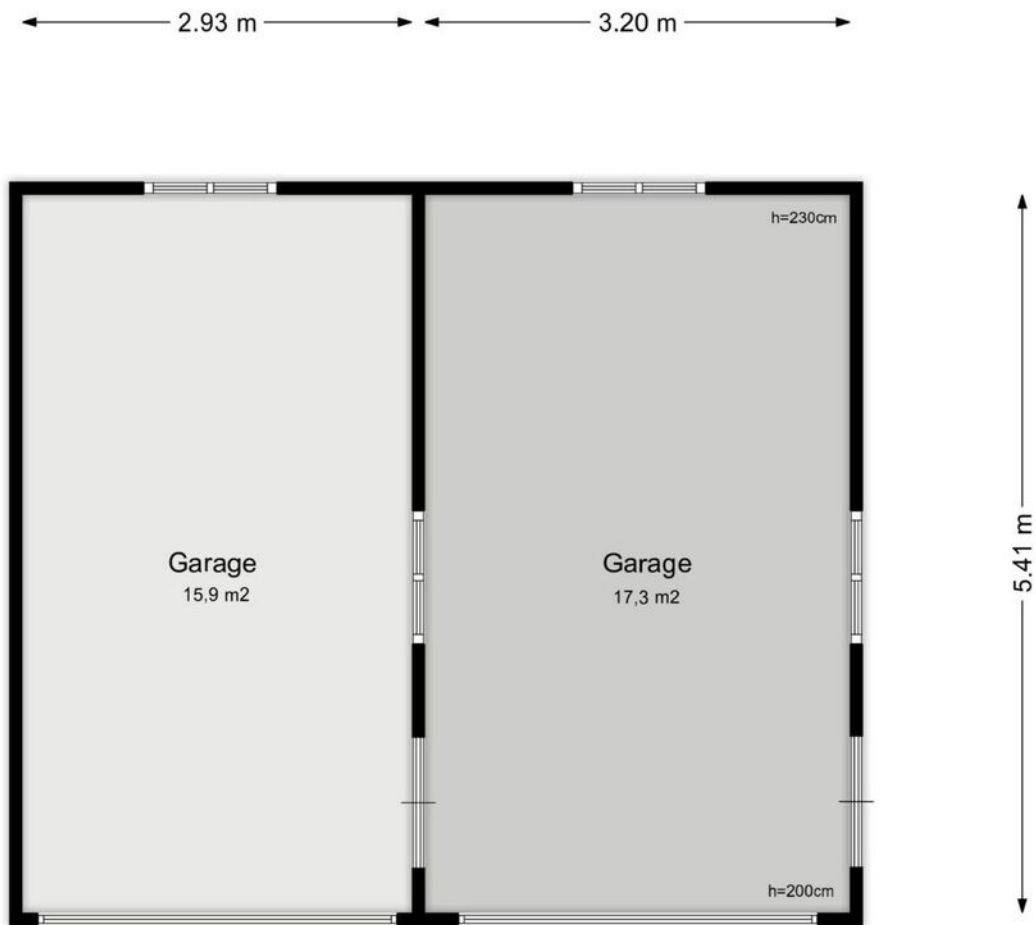 2.93 m
3.20 m
h=230cm
Garage
15,9 m2
Garage
17,3 m2
5.41 m
h=200cm